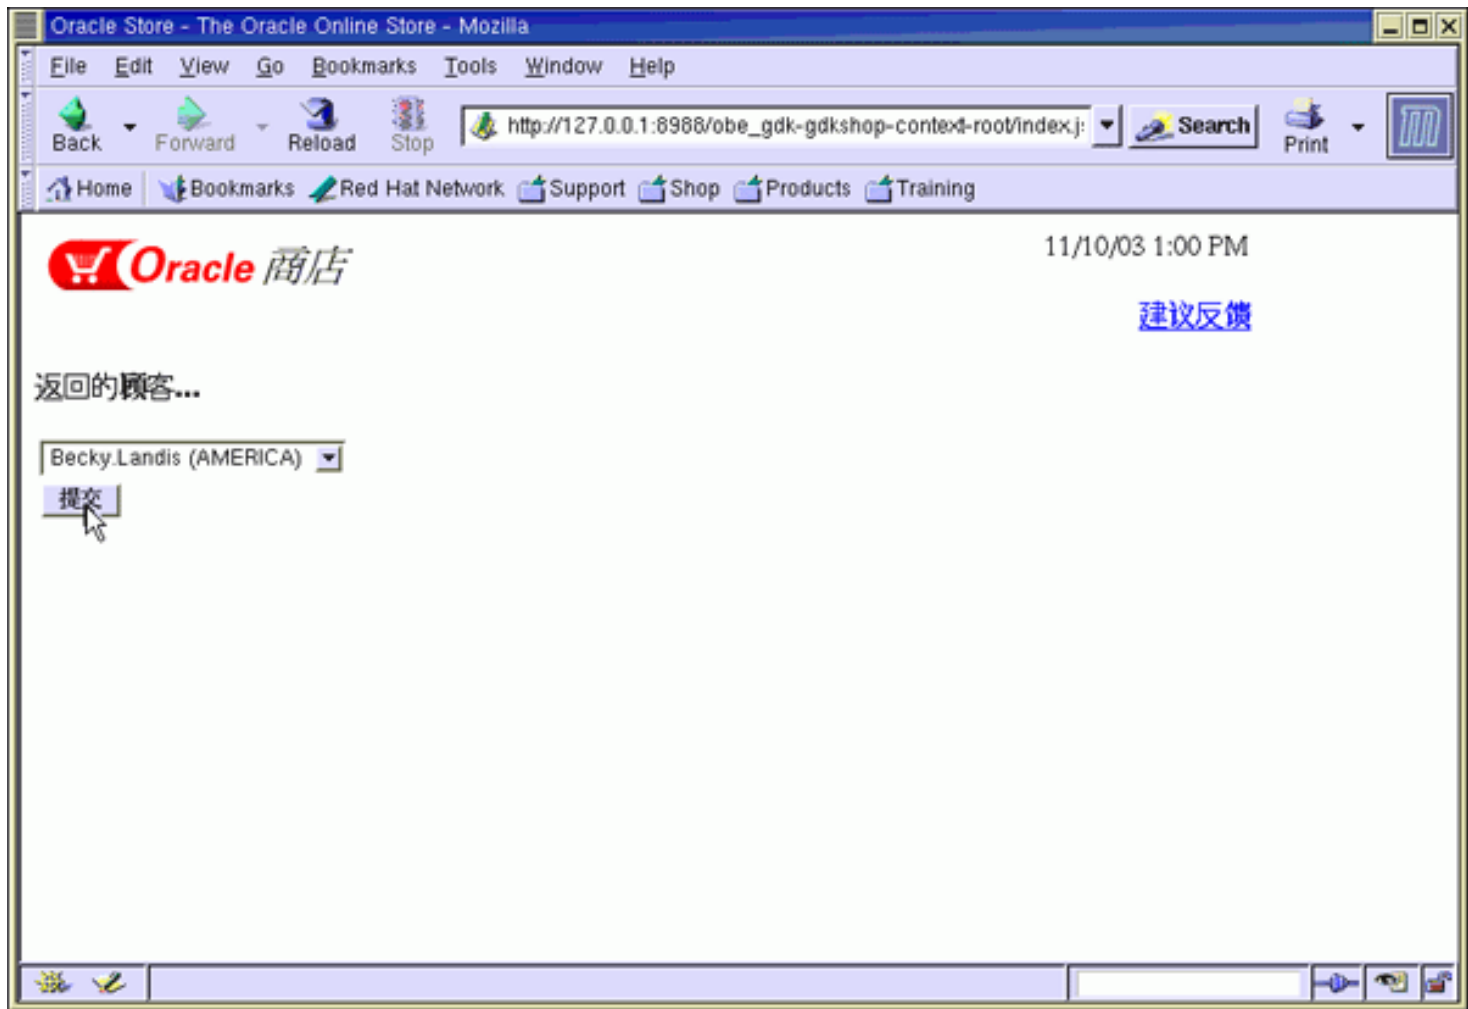 Oracle Store - The Oracle Online Store - Mozilla
File Edit View Go Bookmarks Tools Window Help
Back Forward Reload Stop http://127.0.0.1:8988/obe_gdk-gdkshop-context-root/index.j Search Print
Home Bookmarks Red Hat Network Support Shop Products Training
Oracle 商店
11/10/03 1:00 PM
建议反馈
返回的顾客...
Becky.Landis (AMERICA)
提交